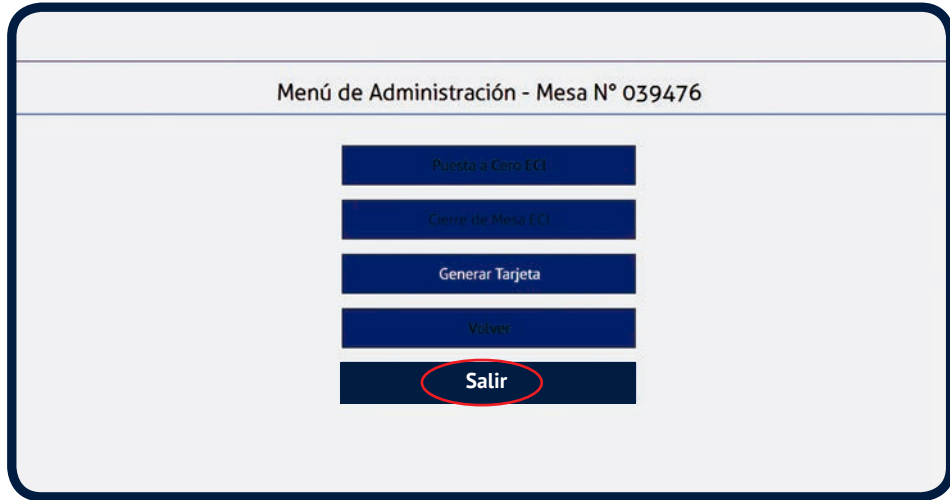 Menú de Administración - Mesa N° 039476
Puesta a Cero ECI
Cierre de Mesa ECI
Generar Tarjeta
Volver
Salir